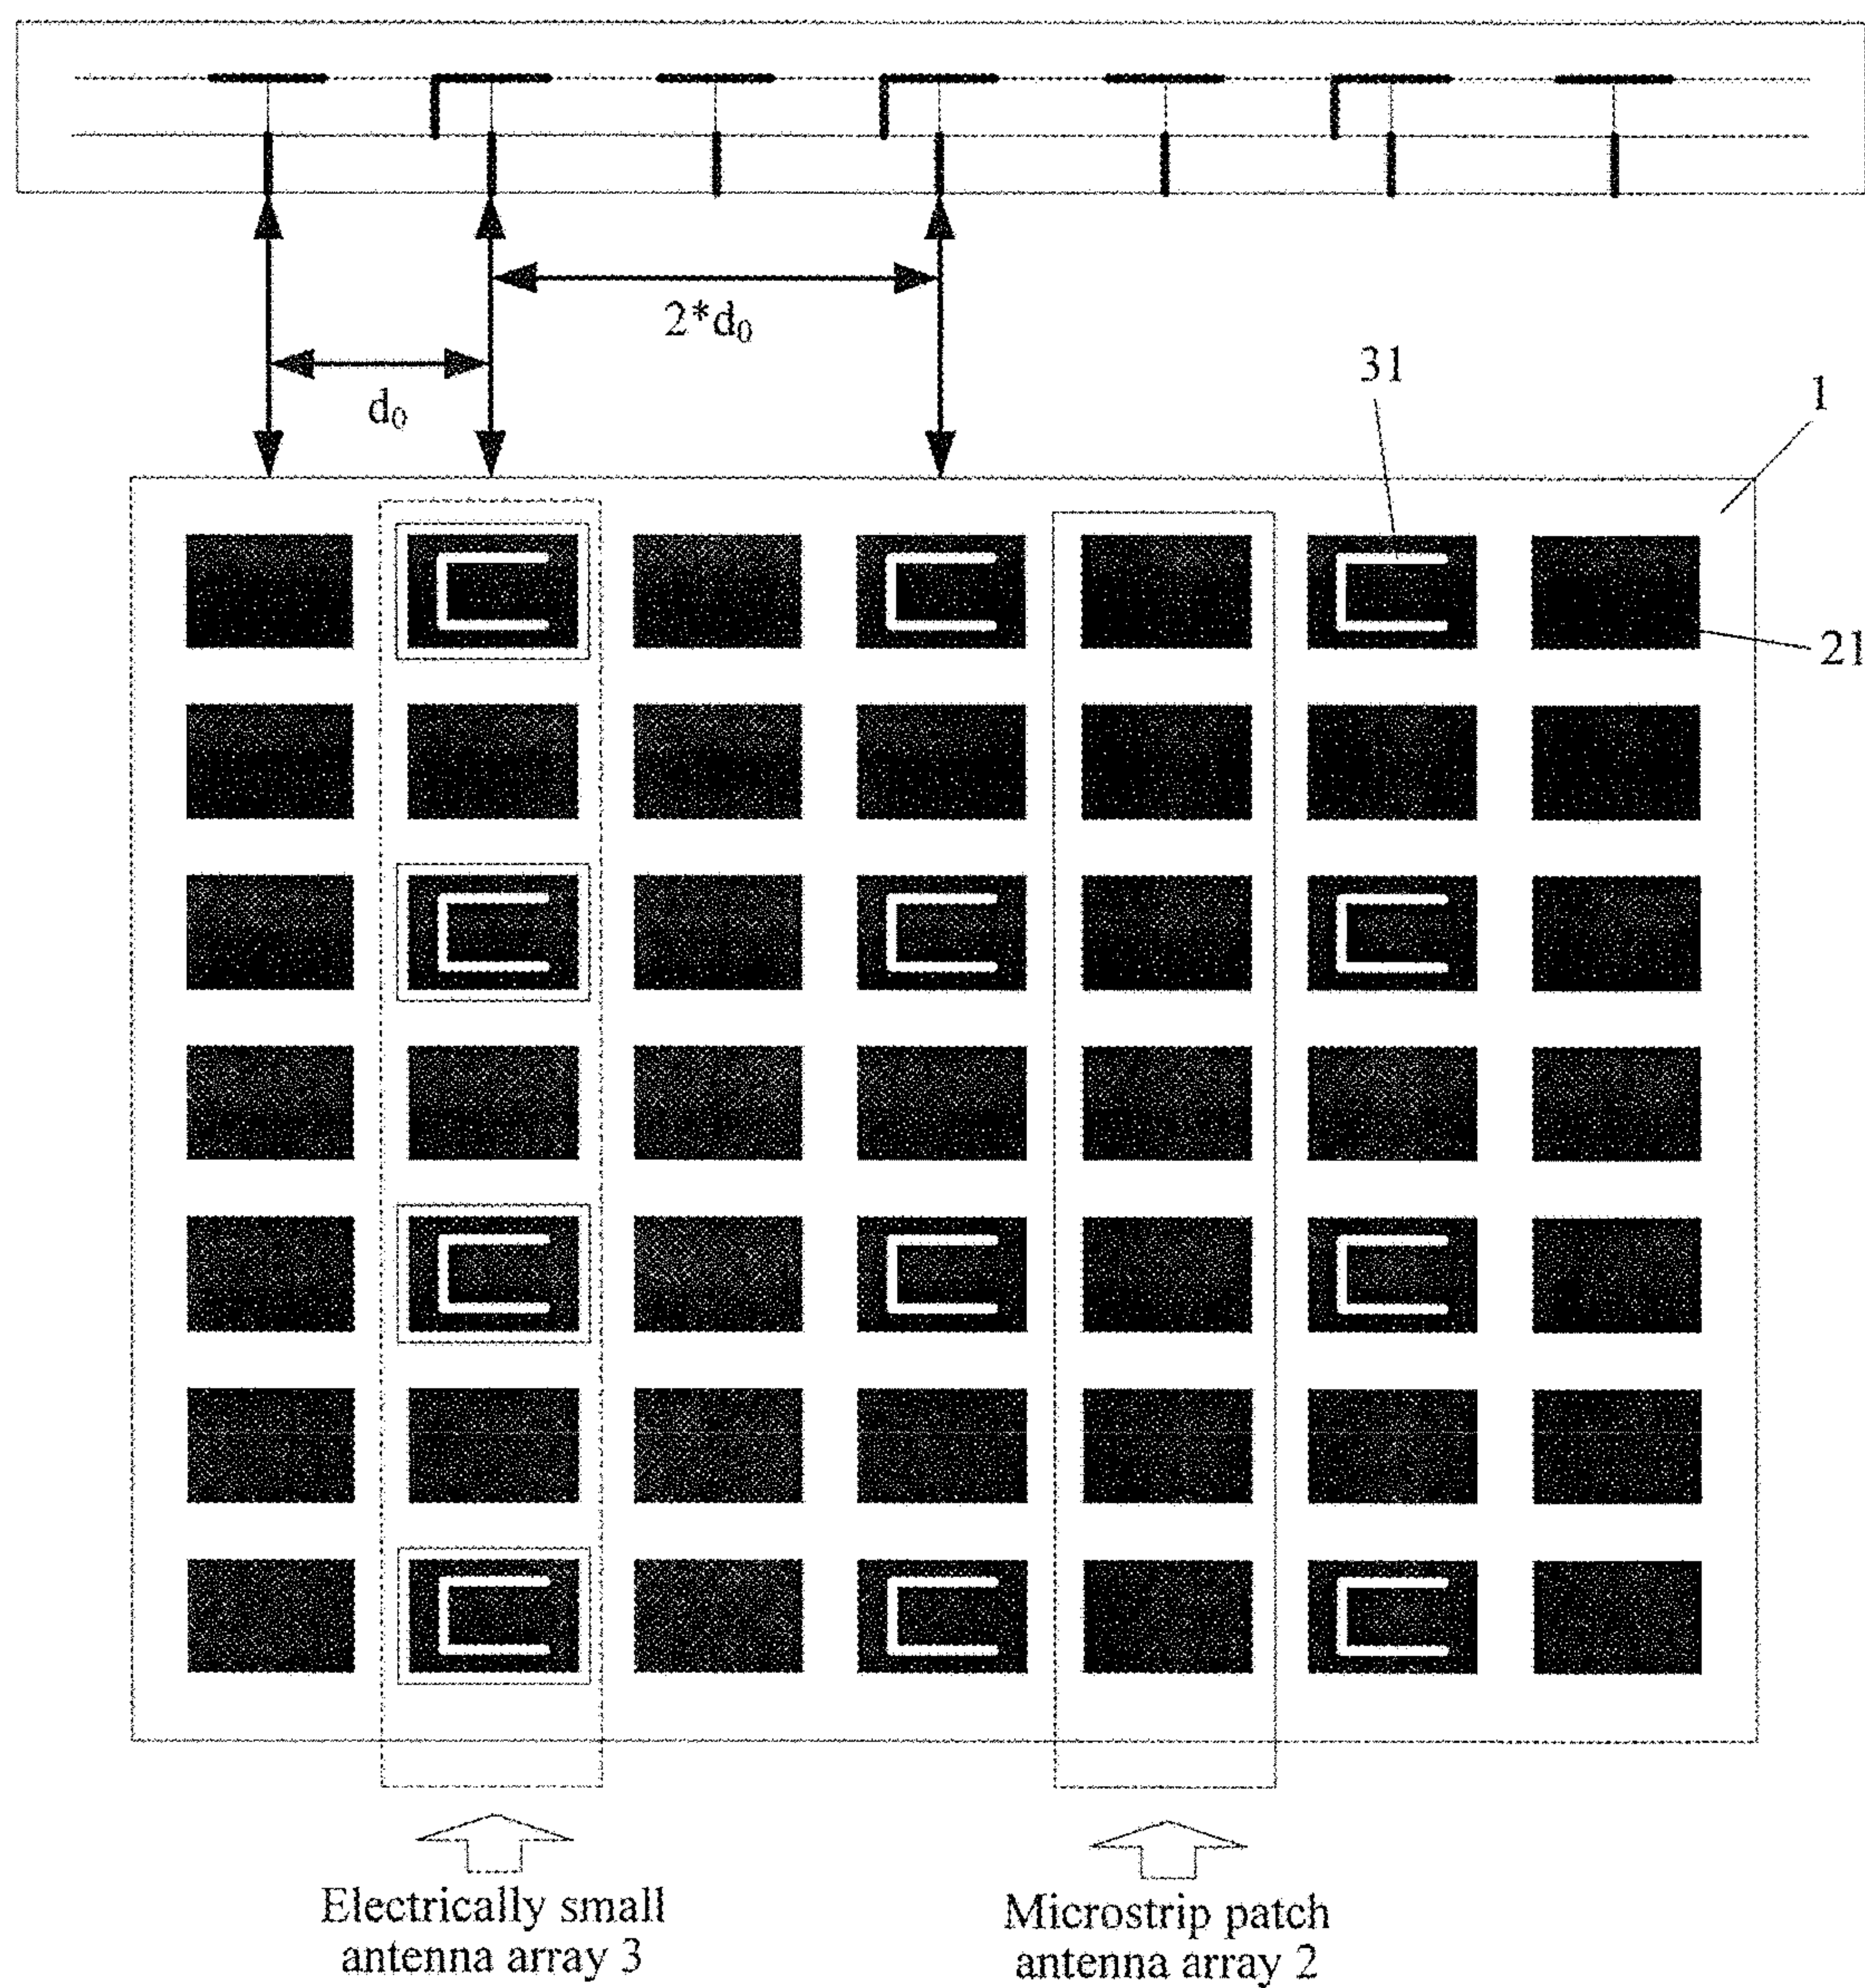 2*d₀
d₀
31
1
21
Electrically small
antenna array 3
Microstrip patch
antenna array 2